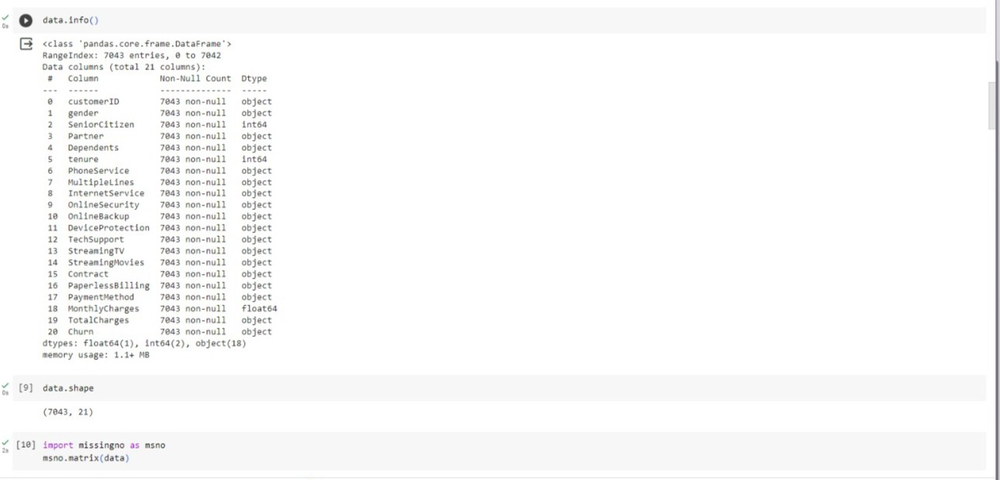 data.info()
0s
<class 'pandas.core.frame.DataFrame'>
RangeIndex: 7043 entries, 0 to 7042
Data columns (total 21 columns):
# Column Non-Null Count Dtype
--- ------ -------------- -----
0 customerID 7043 non-null object
1 gender 7043 non-null object
2 SeniorCitizen 7043 non-null int64
3 Partner 7043 non-null object
4 Dependents 7043 non-null object
5 tenure 7043 non-null int64
6 PhoneService 7043 non-null object
7 MultipleLines 7043 non-null object
8 InternetService 7043 non-null object
9 OnlineSecurity 7043 non-null object
10 OnlineBackup 7043 non-null object
11 DeviceProtection 7043 non-null object
12 TechSupport 7043 non-null object
13 StreamingTV 7043 non-null object
14 StreamingMovies 7043 non-null object
15 Contract 7043 non-null object
16 PaperlessBilling 7043 non-null object
17 PaymentMethod 7043 non-null object
18 MonthlyCharges 7043 non-null float64
19 TotalCharges 7043 non-null object
20 Churn 7043 non-null object
dtypes: float64(1), int64(2), object(18)
memory usage: 1.1+ MB
[9] data.shape
0s
(7043, 21)
[10] import missingno as msno
2s
msno.matrix(data)